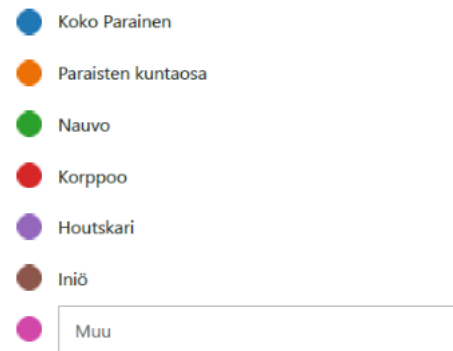 Koko Parainen
Paraisten kuntaosa
Nauvo
Korppoo
Houtskari
Iniö
Muu